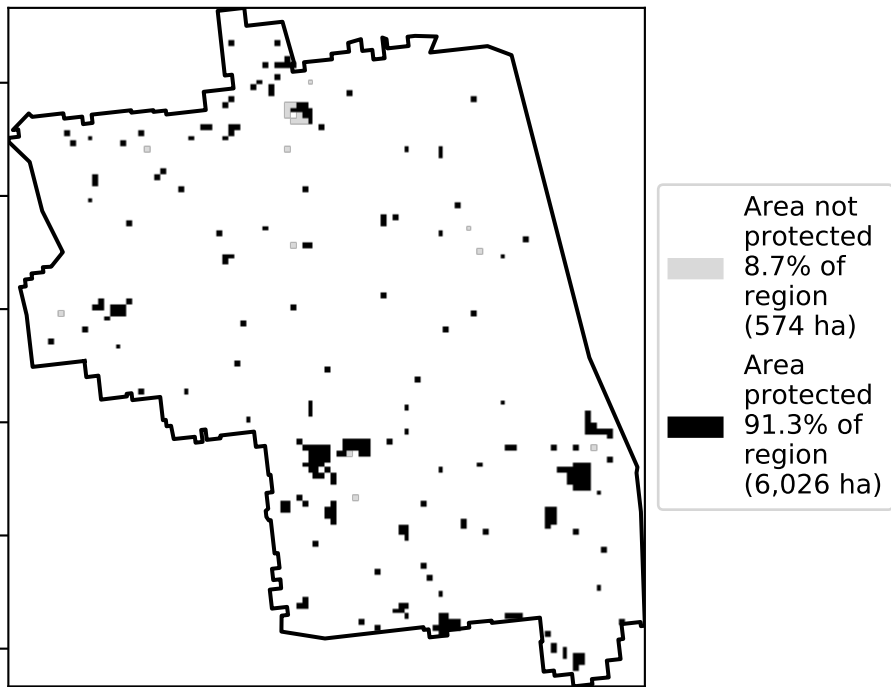 Area not
protected
8.7% of
region
(574 ha)
Area
protected
91.3% of
region
(6,026 ha)